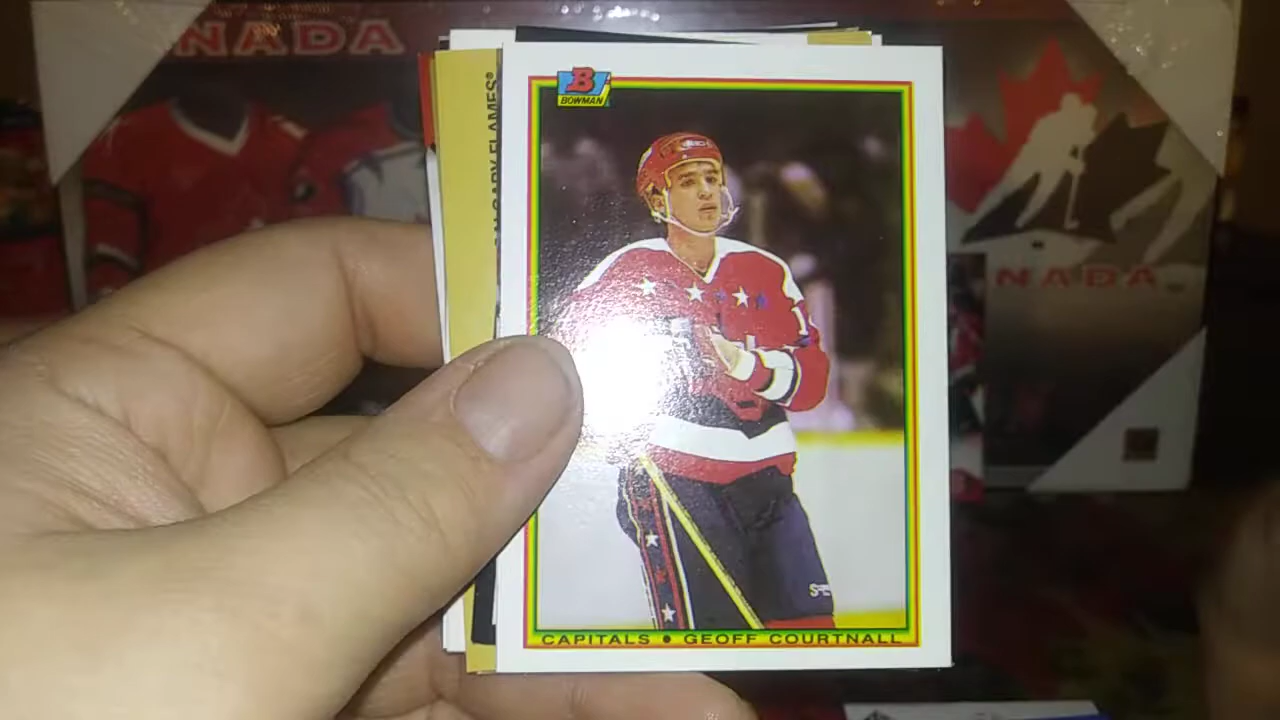 NADA
B
BOWMAN
CALGARY FLAMES®
NADA
CAPITALS • GEOFF COURTNALL